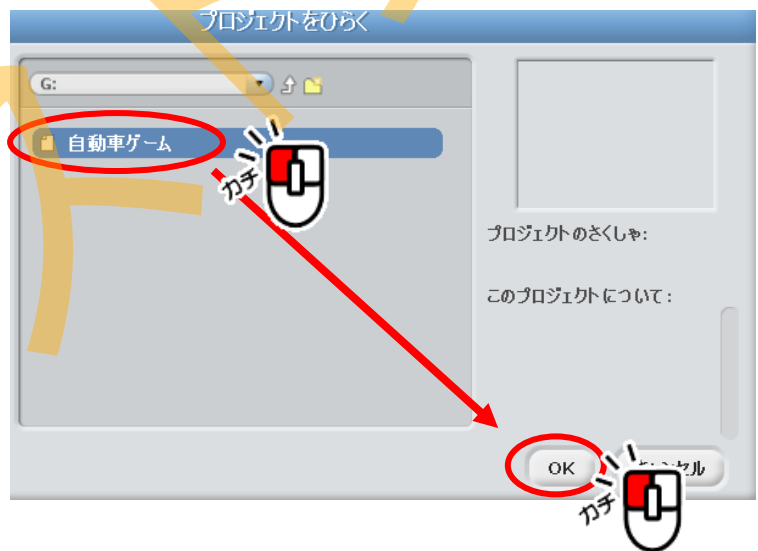 プロジェクトをひらく
G:
自動車ゲーム
カチ
プロジェクトのさくしゃ:
このプロジェクトについて:
OK
カチ